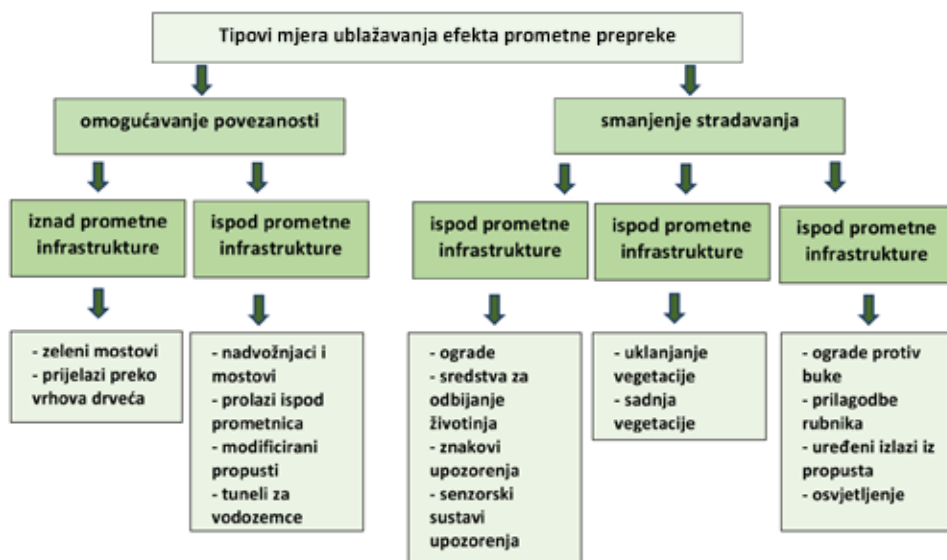 Tipovi mjera ublažavanja efekta prometne prepreke
omogućavanje povezanosti
smanjenje stradavanja
iznad prometne
infrastrukture
ispod prometne
infrastrukture
ispod prometne
infrastrukture
ispod prometne
infrastrukture
ispod prometne
infrastrukture
- zeleni mostovi
- prijelazi preko
vrhova drveća
- nadvožnjaci i
mostovi
- prolazi ispod
prometnica
- modificirani
propusti
- tuneli za
vodozemce
- ograde
- sredstva za
odbijanje
životinja
- znakovi
upozorenja
- senzorski
sustavi
upozorenja
- uklanjanje
vegetacije
- sadnja
vegetacije
- ograde protiv
buke
- prilagodbe
rubnika
- uređeni izlazi iz
propusta
- osvjetljenje